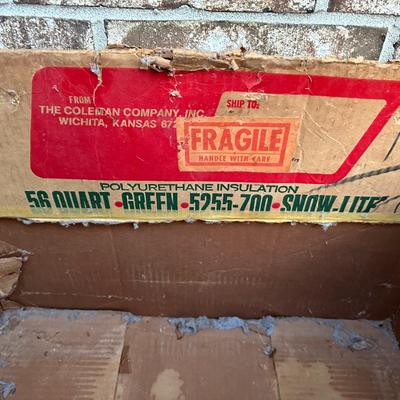 FROM
THE COLEMAN COMPANY, INC.
WICHITA, KANSAS 672
SHIP TO:
FRAGILE
HANDLE WITH CARE
POLYURETHANE INSULATION
56 QUART • GREEN • 5255-700 • SNOW-LITE